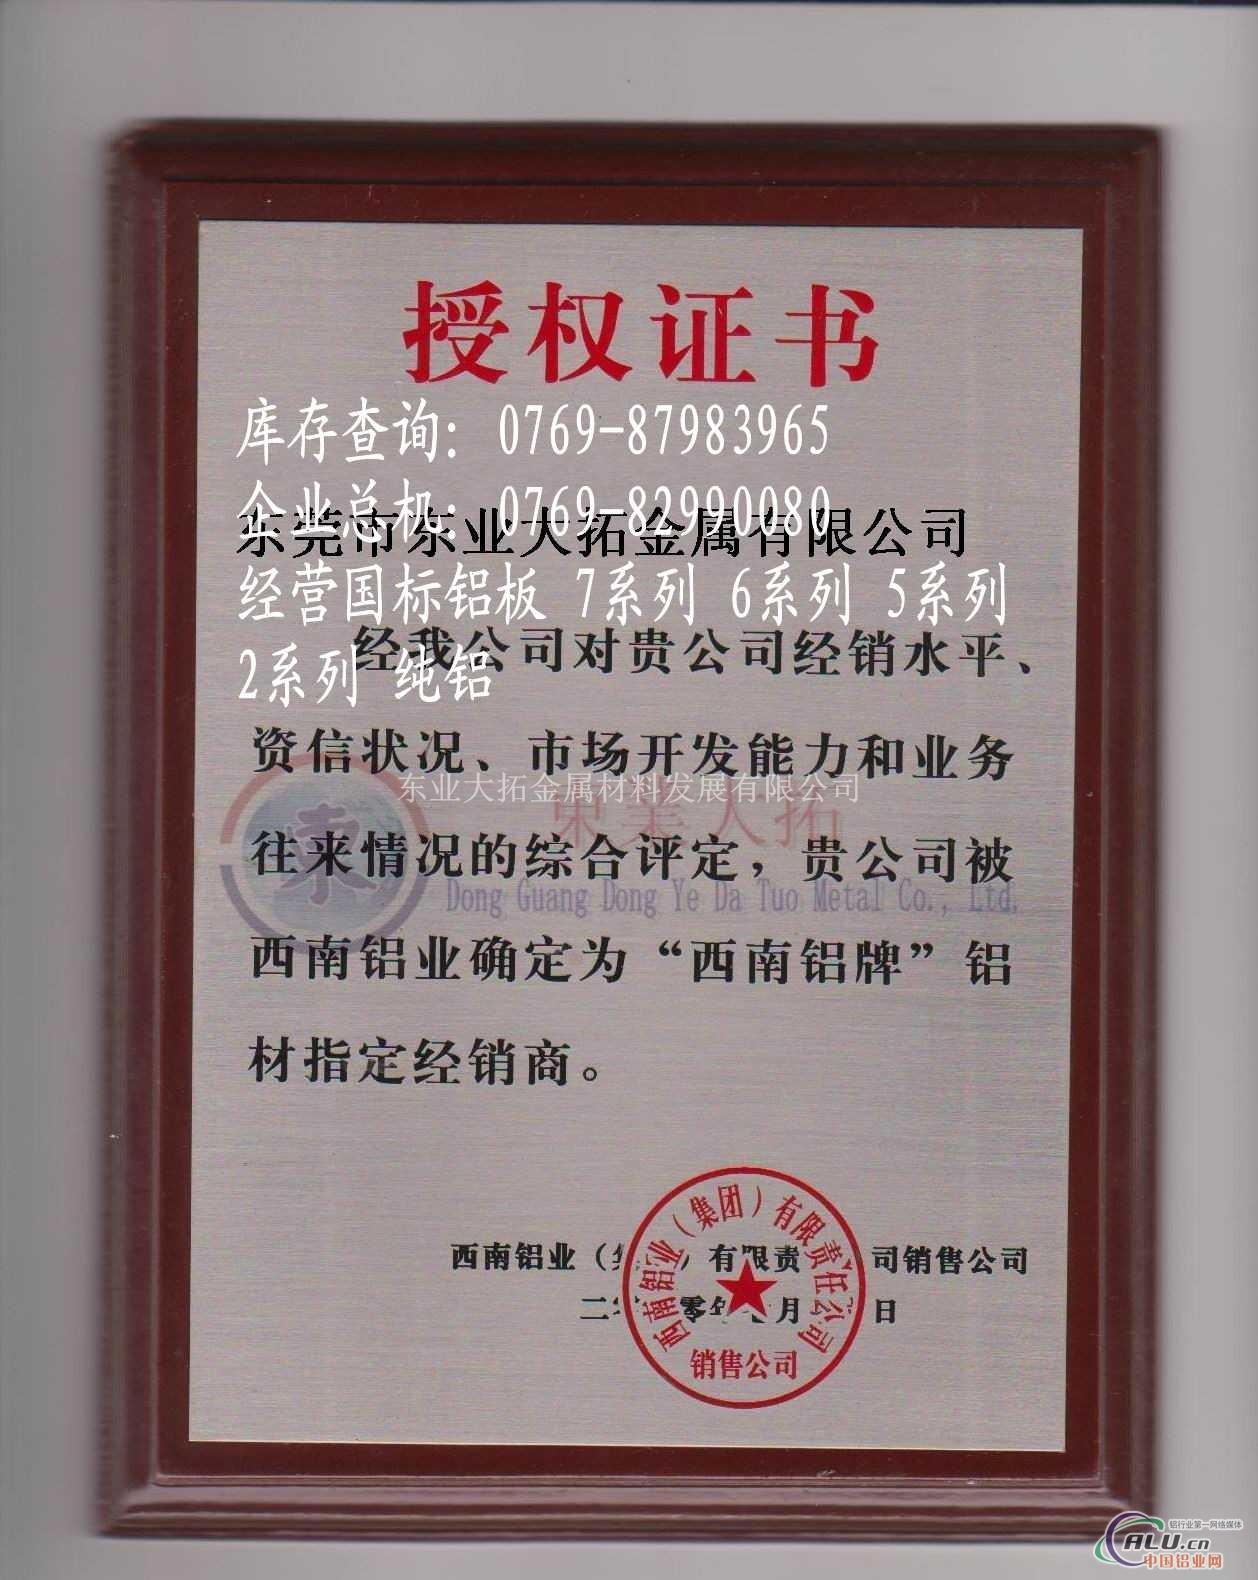 授权证书
库存查询: 0769-87983965
企业总机: 0769-82990080
东莞市东业大拓金属有限公司
经营国标铝板 7系列 6系列 5系列
经我公司对贵公司经销水平、
2系列 纯铝
资信状况、市场开发能力和业务
东业大拓金属材料发展有限公司
東業大拓
往来情况的综合评定，贵公司被
Dong Guang Dong Ye Da Tuo Metal Co., Ltd.
東
西南铝业确定为“西南铝牌”铝
材指定经销商。
西南铝业（集团）有限责任公司
西南铝业（ ）有限责 司销售公司
二 零年 月 日
销售公司
铝行业第一网络媒体
ALU.cn
中国铝业网